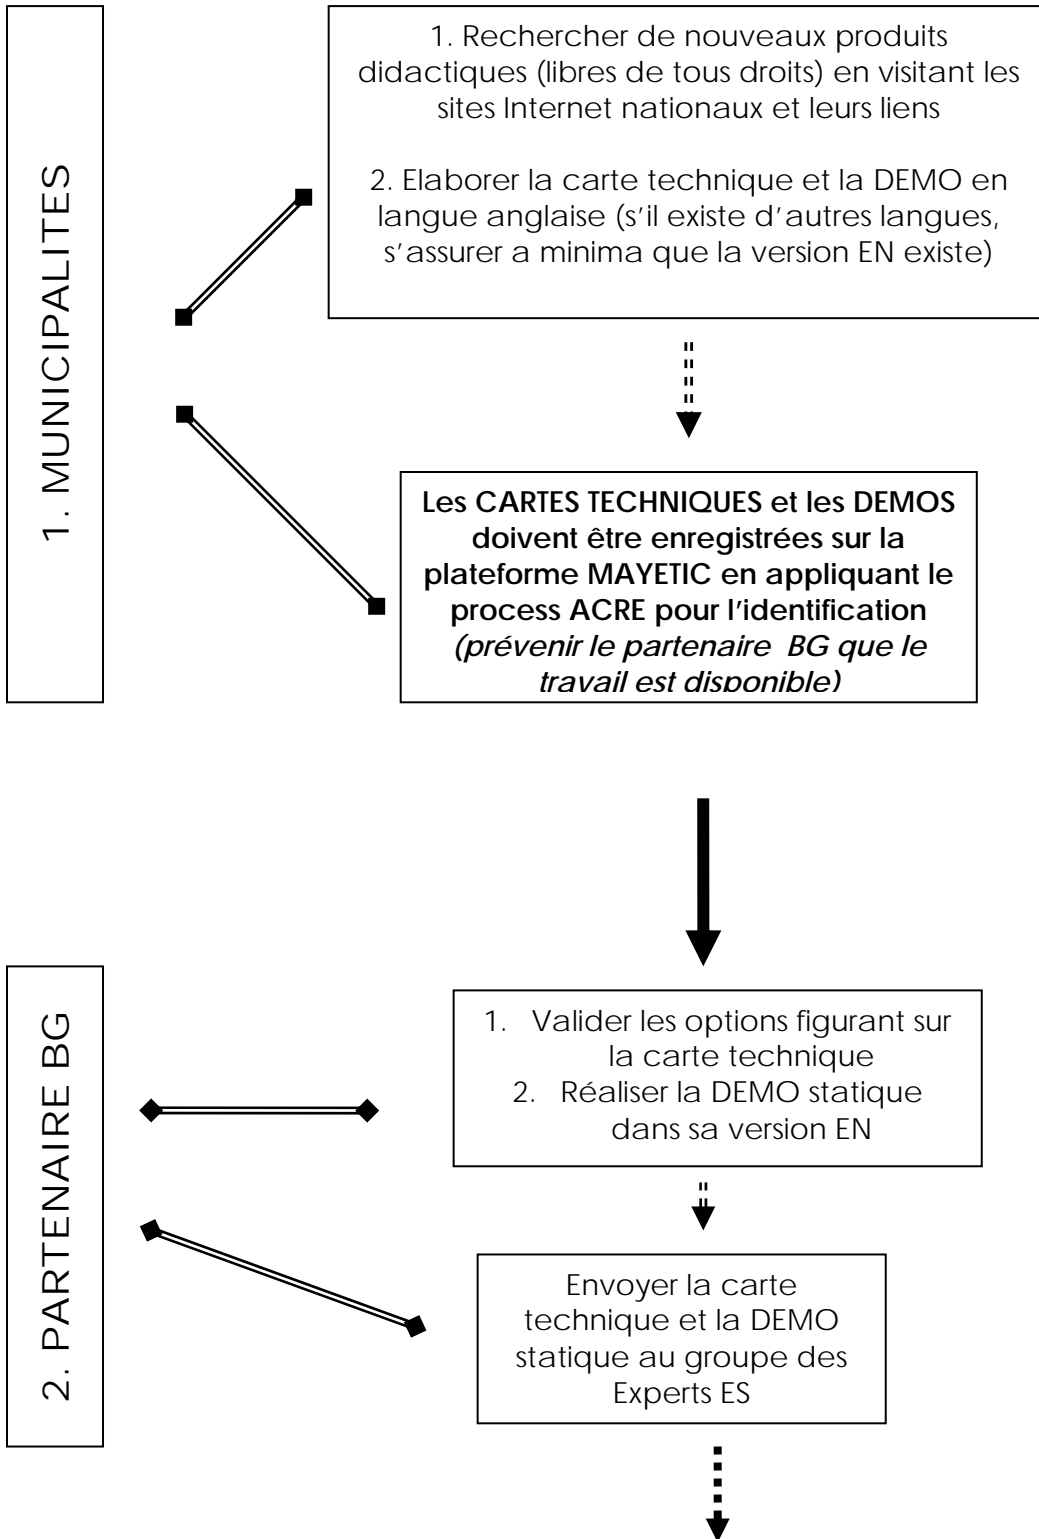 1. MUNICIPALITES
1. Rechercher de nouveaux produits
didactiques (libres de tous droits) en visitant les
sites Internet nationaux et leurs liens
2. Elaborer la carte technique et la DEMO en
langue anglaise (s'il existe d'autres langues,
s'assurer a minima que la version EN existe)
Les CARTES TECHNIQUES et les DEMOS
doivent être enregistrées sur la
plateforme MAYETIC en appliquant le
process ACRE pour l'identification
(prévenir le partenaire BG que le
travail est disponible)
2. PARTENAIRE BG
1. Valider les options figurant sur
la carte technique
2. Réaliser la DEMO statique
dans sa version EN
Envoyer la carte
technique et la DEMO
statique au groupe des
Experts ES